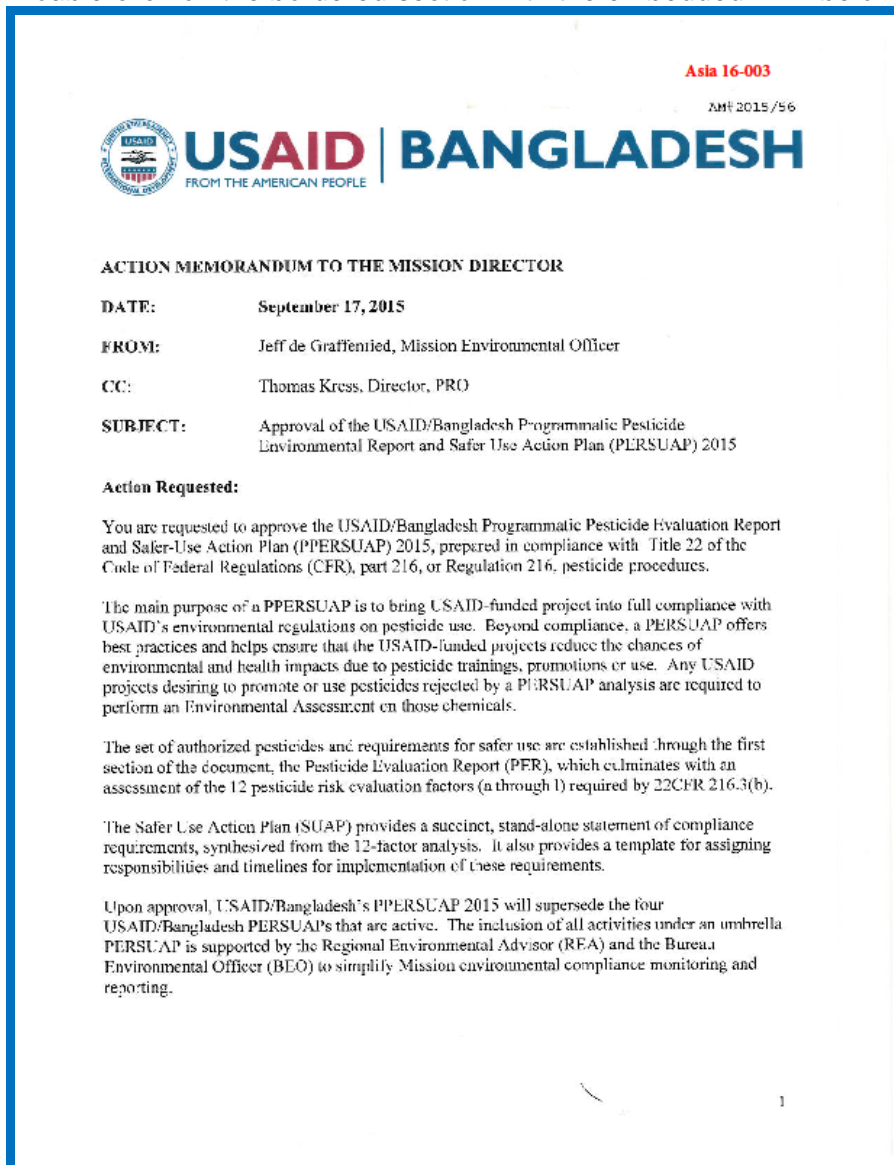 Asia 16-003
AM# 2015/56
USAID
USAID | BANGLADESH
FROM THE AMERICAN PEOPLE
ACTION MEMORANDUM TO THE MISSION DIRECTOR
DATE: September 17, 2015
FROM: Jeff de Graffenried, Mission Environmental Officer
CC: Thomas Kress, Director, PRO
SUBJECT: Approval of the USAID/Bangladesh Programmatic Pesticide
Environmental Report and Safer Use Action Plan (PERSUAP) 2015
Action Requested:
You are requested to approve the USAID/Bangladesh Programmatic Pesticide Evaluation Report
and Safer-Use Action Plan (PPERSUAP) 2015, prepared in compliance with Title 22 of the
Code of Federal Regulations (CFR), part 216, or Regulation 216, pesticide procedures.
The main purpose of a PPERSUAP is to bring USAID-funded project into full compliance with
USAID's environmental regulations on pesticide use. Beyond compliance, a PERSUAP offers
best practices and helps ensure that the USAID-funded projects reduce the chances of
environmental and health impacts due to pesticide trainings, promotions or use. Any USAID
projects desiring to promote or use pesticides rejected by a PERSUAP analysis are required to
perform an Environmental Assessment on those chemicals.
The set of authorized pesticides and requirements for safer use are established through the first
section of the document, the Pesticide Evaluation Report (PER), which culminates with an
assessment of the 12 pesticide risk evaluation factors (a through l) required by 22CFR 216.3(b).
The Safer Use Action Plan (SUAP) provides a succinct, stand-alone statement of compliance
requirements, synthesized from the 12-factor analysis. It also provides a template for assigning
responsibilities and timelines for implementation of these requirements.
Upon approval, USAID/Bangladesh's PPERSUAP 2015 will supersede the four
USAID/Bangladesh PERSUAPs that are active. The inclusion of all activities under an umbrella
PERSUAP is supported by the Regional Environmental Advisor (REA) and the Bureau
Environmental Officer (BEO) to simplify Mission environmental compliance monitoring and
reporting.
1